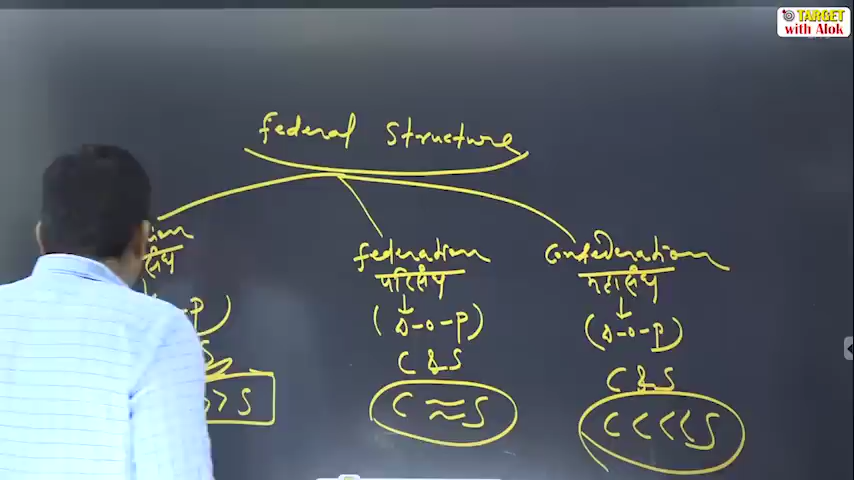 TARGET
with Alok
Federal Structure
Federation
परिसंघ
(D-O-P)
C & S
C ≈ S
Confederation
महासंघ
(D-O-P)
C & S
C <<< S
संघ
-P)
S
> S